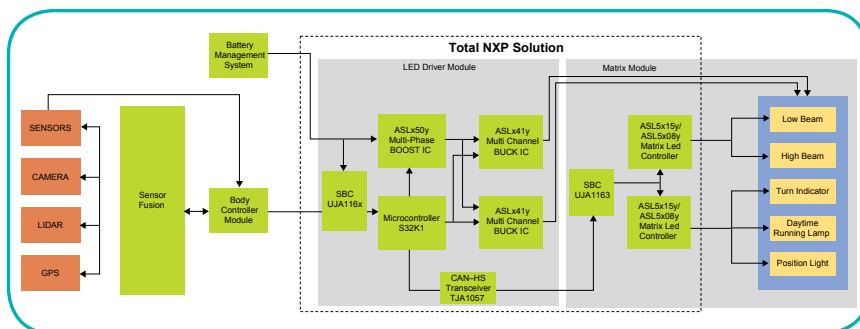 Total NXP Solution
Battery
Management
System
LED Driver Module
Matrix Module
SENSORS
CAMERA
LIDAR
GPS
Sensor
Fusion
Body
Controller
Module
SBC
UJA116x
ASLx50y
Multi-Phase
BOOST IC
Microcontroller
S32K1
ASLx41y
Multi Channel
BUCK IC
ASLx41y
Multi Channel
BUCK IC
CAN–HS
Transceiver
TJA1057
SBC
UJA1163
ASL5x15y/
ASL5x08y
Matrix Led
Controller
ASL5x15y/
ASL5x08y
Matrix Led
Controller
Low Beam
High Beam
Turn Indicator
Daytime
Running Lamp
Position Light